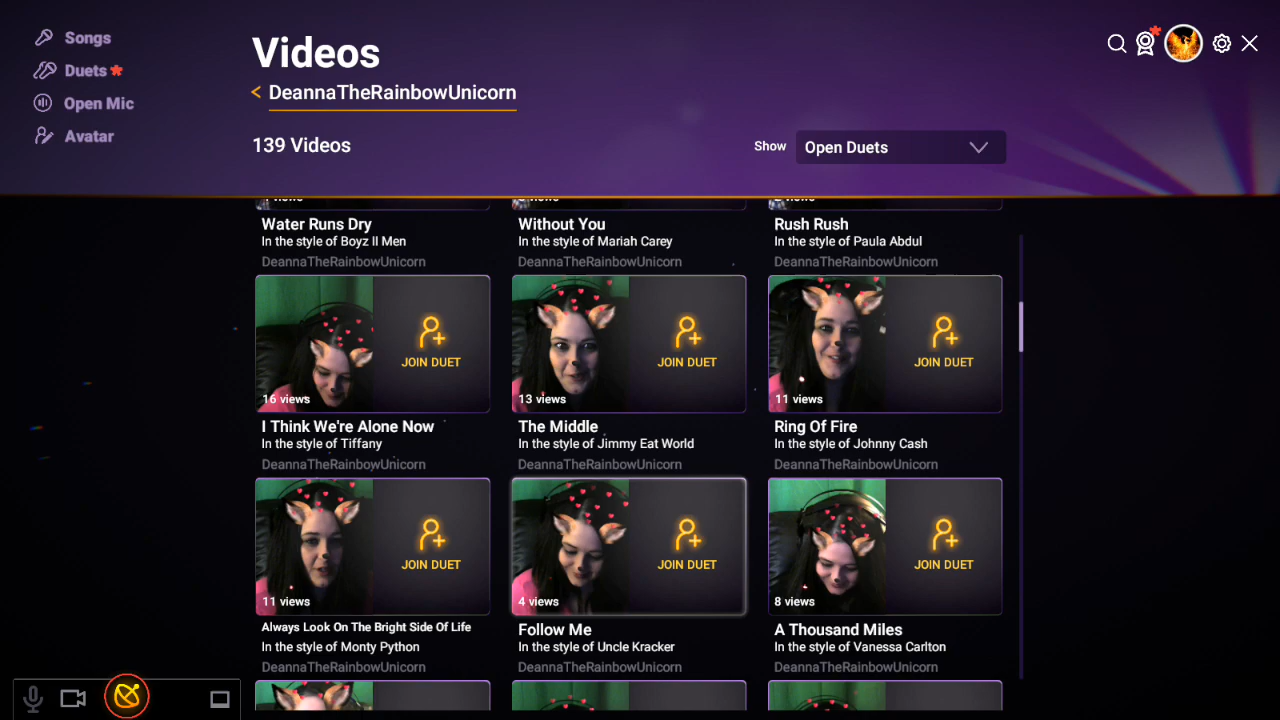 Songs
Duets
Open Mic
Avatar
Videos
< DeannaTheRainbowUnicorn
139 Videos
Show
Open Duets
views
views
views
Water Runs Dry
Without You
Rush Rush
In the style of Boyz II Men
In the style of Mariah Carey
In the style of Paula Abdul
DeannaTheRainbowUnicorn
DeannaTheRainbowUnicorn
DeannaTheRainbowUnicorn
JOIN DUET
JOIN DUET
JOIN DUET
16 views
13 views
11 views
I Think We're Alone Now
The Middle
Ring Of Fire
In the style of Tiffany
In the style of Jimmy Eat World
In the style of Johnny Cash
DeannaTheRainbowUnicorn
DeannaTheRainbowUnicorn
DeannaTheRainbowUnicorn
JOIN DUET
JOIN DUET
JOIN DUET
11 views
4 views
8 views
Always Look On The Bright Side Of Life
Follow Me
A Thousand Miles
In the style of Monty Python
In the style of Uncle Kracker
In the style of Vanessa Carlton
DeannaTheRainbowUnicorn
DeannaTheRainbowUnicorn
DeannaTheRainbowUnicorn